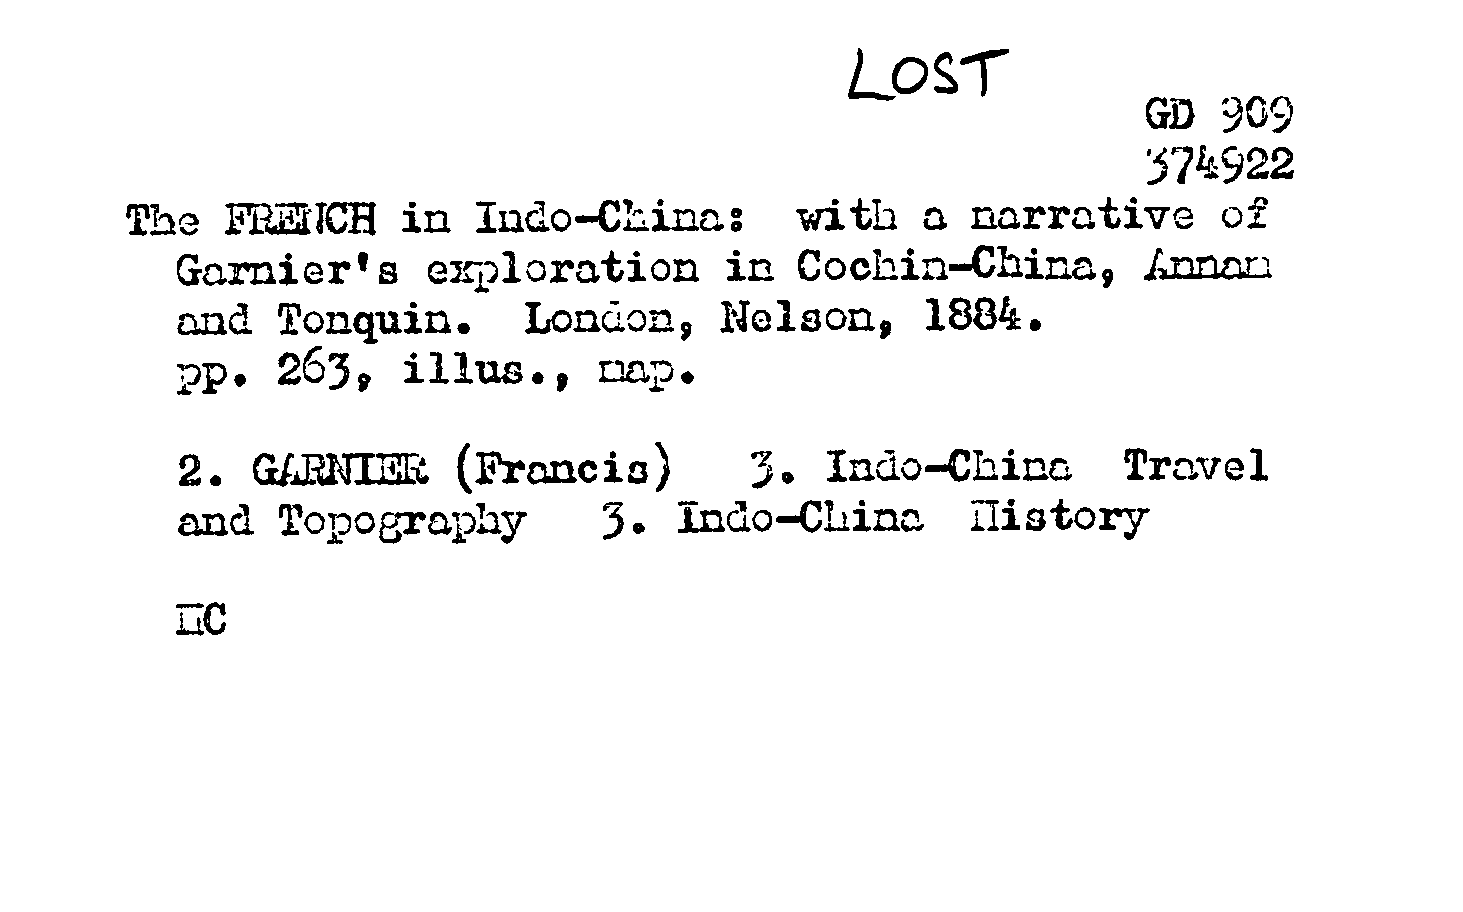 LOST
GD 909
374922
The FRENCH in Indo-China: with a narrative of
Garnier's exploration in Cochin-China, Annam
and Tonquin. London, Nelson, 1884.
pp. 263, illus., map.
2. GARNIER (Francis) 3. Indo-China Travel
and Topography 3. Indo-China History